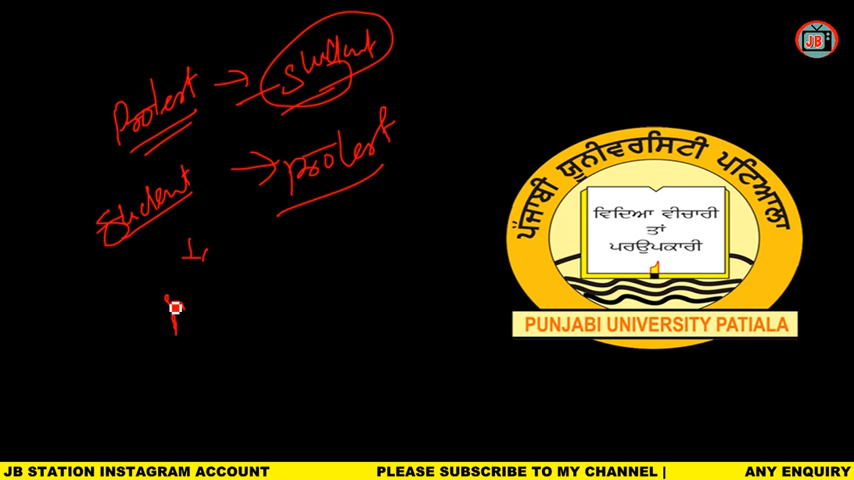 Protest → Student
Student → Protest
1,
JB
ਪੰਜਾਬੀ ਯੂਨੀਵਰਸਿਟੀ ਪਟਿਆਲਾ
ਵਿਦਿਆ ਵੀਚਾਰੀ
ਤਾਂ
ਪਰਉਪਕਾਰੀ
PUNJABI UNIVERSITY PATIALA
JB STATION INSTAGRAM ACCOUNT PLEASE SUBSCRIBE TO MY CHANNEL | ANY ENQUIRY